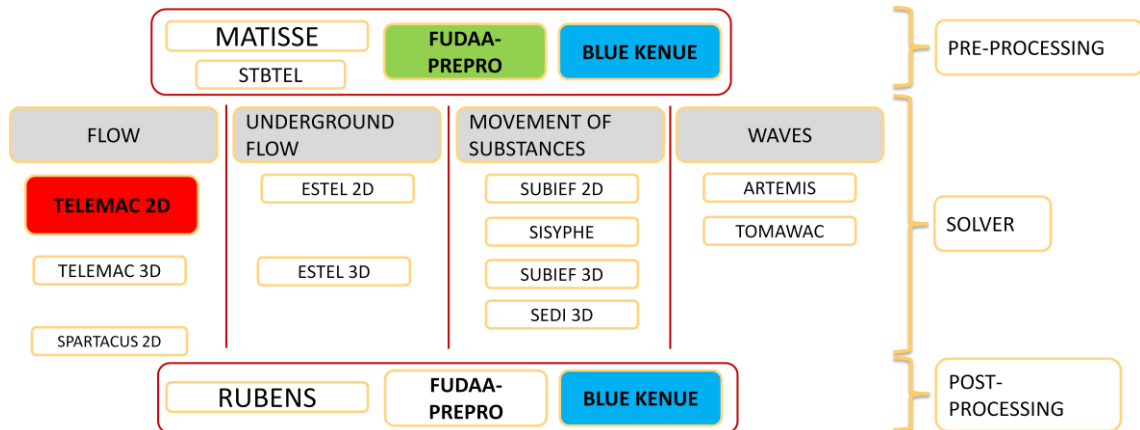 MATISSE
STBTEL
FUDAA-
PREPRO
BLUE KENUE
PRE-PROCESSING
FLOW
UNDERGROUND
FLOW
MOVEMENT OF
SUBSTANCES
WAVES
TELEMAC 2D
TELEMAC 3D
SPARTACUS 2D
ESTEL 2D
ESTEL 3D
SUBIEF 2D
SISYPHE
SUBIEF 3D
SEDI 3D
ARTEMIS
TOMAWAC
SOLVER
RUBENS
FUDAA-
PREPRO
BLUE KENUE
POST-
PROCESSING